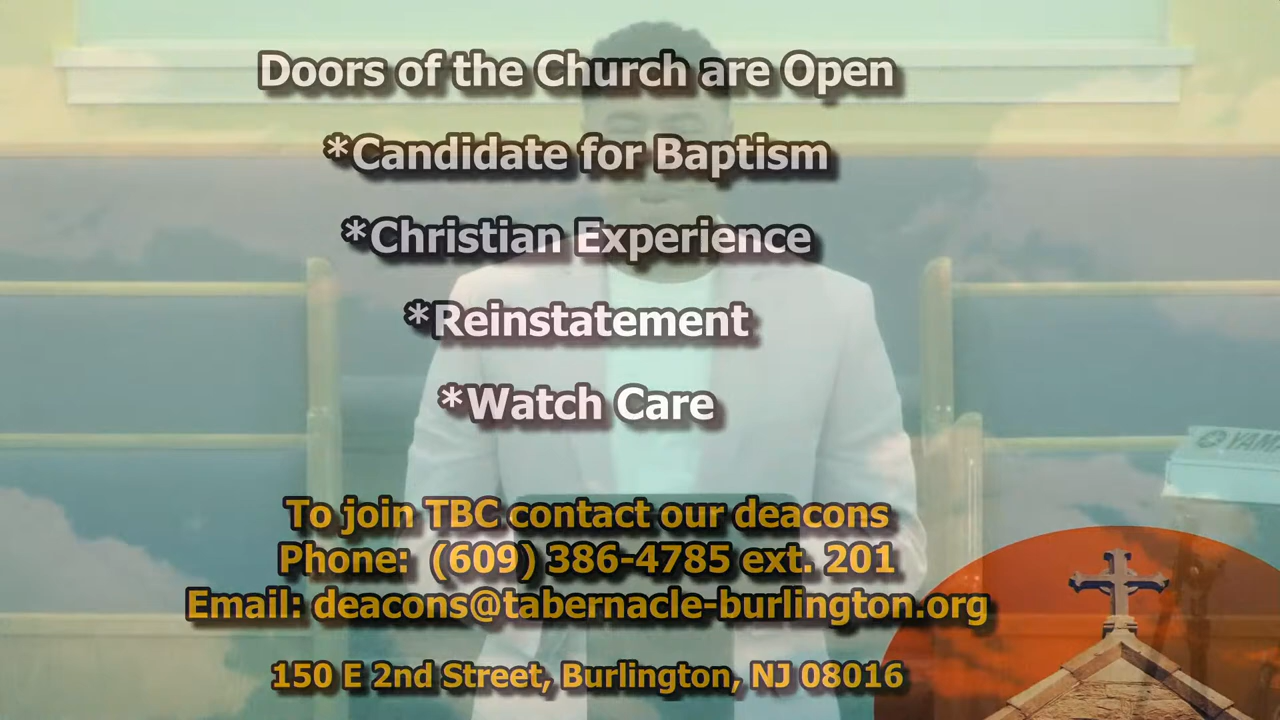 Doors of the Church are Open
*Candidate for Baptism
*Christian Experience
*Reinstatement
*Watch Care
To join TBC contact our deacons
Phone: (609) 386-4785 ext. 201
Email: deacons@tabernacle-burlington.org
150 E 2nd Street, Burlington, NJ 08016